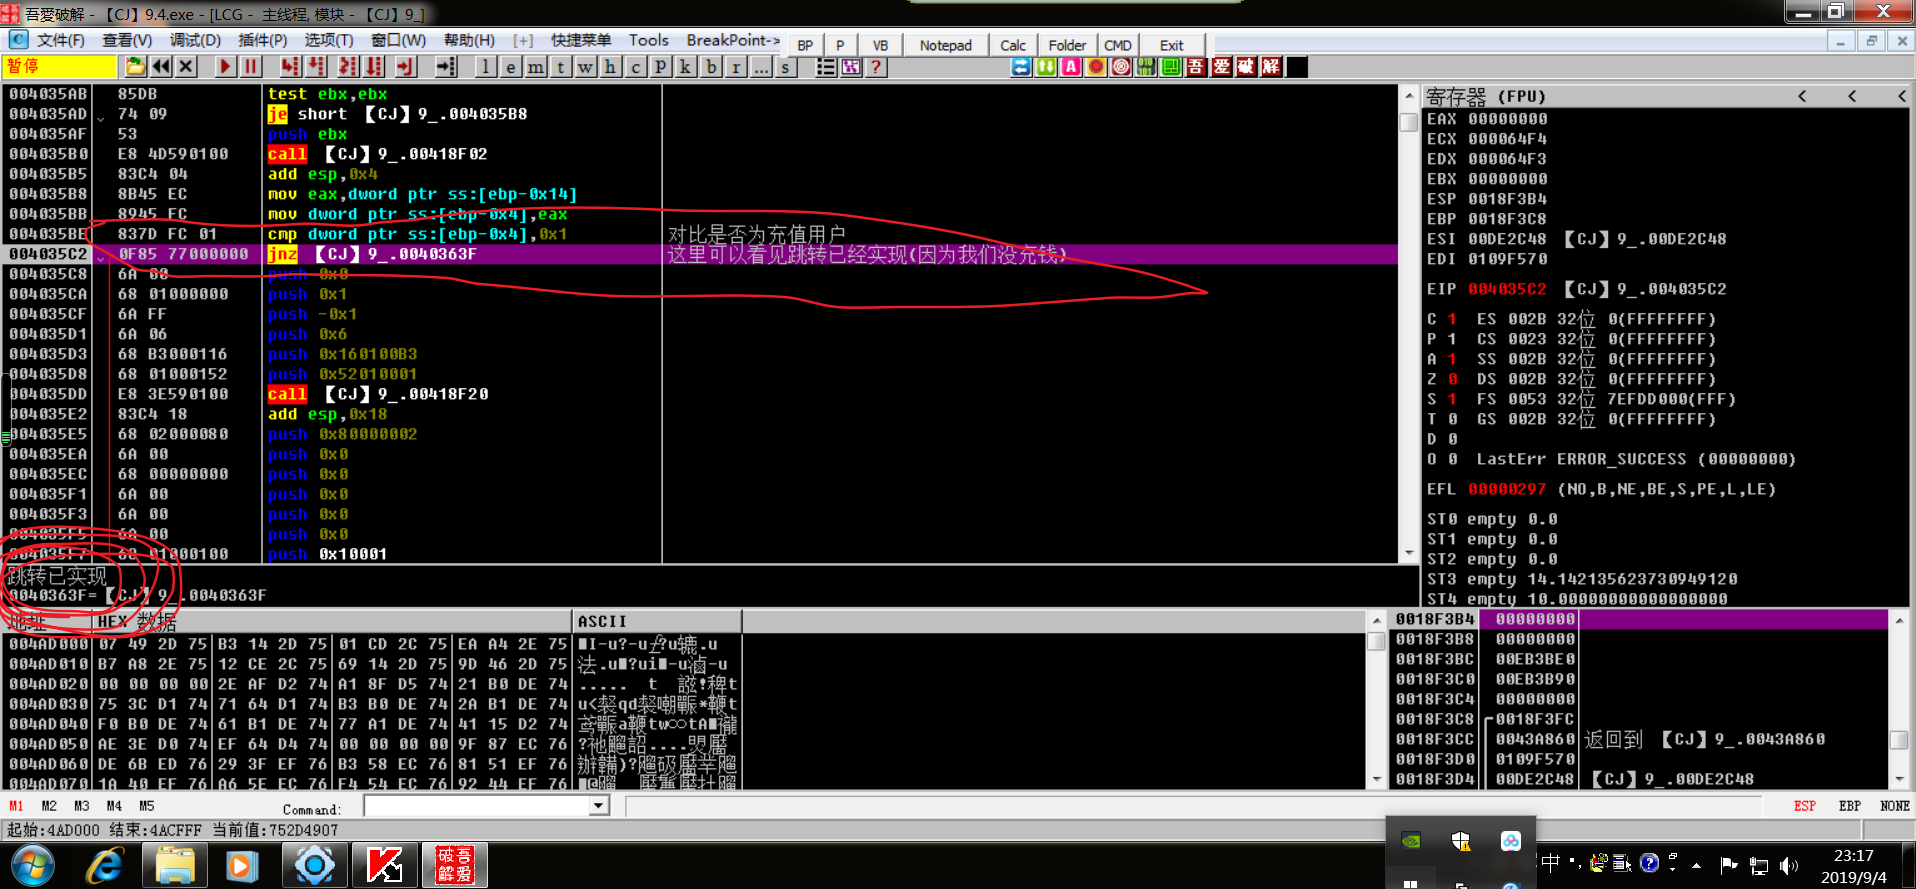 吾愛破解 - 【CJ】9.4.exe - [LCG - 主线程, 模块 - 【CJ】9_]
文件(F) 查看(V) 调试(D) 插件(P) 选项(T) 窗口(W) 帮助(H) [+] 快捷菜单 Tools BreakPoint-> BP P VB Notepad Calc Folder CMD Exit
暂停 l e m t w h c p k b r ... s ? A 吾 爱 破 解
004035AB 85DB test ebx,ebx
004035AD 74 09 je short 【CJ】9_.004035B8
004035AF 53 push ebx
004035B0 E8 4D590100 call 【CJ】9_.00418F02
004035B5 83C4 04 add esp,0x4
004035B8 8B45 EC mov eax,dword ptr ss:[ebp-0x14]
004035BB 8945 FC mov dword ptr ss:[ebp-0x4],eax
004035BE 837D FC 01 cmp dword ptr ss:[ebp-0x4],0x1 对比是否为充值用户
004035C2 0F85 77000000 jnz 【CJ】9_.0040363F 这里可以看见跳转已经实现(因为我们没充钱)
004035C8 6A 00 push 0x0
004035CA 68 01000000 push 0x1
004035CF 6A FF push -0x1
004035D1 6A 06 push 0x6
004035D3 68 B3000116 push 0x160100B3
004035D8 68 01000152 push 0x52010001
004035DD E8 3E590100 call 【CJ】9_.00418F20
004035E2 83C4 18 add esp,0x18
004035E5 68 02000080 push 0x80000002
004035EA 6A 00 push 0x0
004035EC 68 00000000 push 0x0
004035F1 6A 00 push 0x0
004035F3 6A 00 push 0x0
004035F5 6A 00 push 0x0
004035F7 68 01000100 push 0x10001
跳转已实现
0040363F=【CJ】9_.0040363F
寄存器 (FPU) < < <
EAX 00000000
ECX 000064F4
EDX 000064F3
EBX 00000000
ESP 0018F3B4
EBP 0018F3C8
ESI 00DE2C48 【CJ】9_.00DE2C48
EDI 0109F570
EIP 004035C2 【CJ】9_.004035C2
C 1 ES 002B 32位 0(FFFFFFFF)
P 1 CS 0023 32位 0(FFFFFFFF)
A 1 SS 002B 32位 0(FFFFFFFF)
Z 0 DS 002B 32位 0(FFFFFFFF)
S 1 FS 0053 32位 7EFDD000(FFF)
T 0 GS 002B 32位 0(FFFFFFFF)
D 0
O 0 LastErr ERROR_SUCCESS (00000000)
EFL 00000297 (NO,B,NE,BE,S,PE,L,LE)
ST0 empty 0.0
ST1 empty 0.0
ST2 empty 0.0
ST3 empty 14.142135623730949120
ST4 empty 10.000000000000000000
地址 HEX 数据 ASCII
004AD000 07 49 2D 75 B3 14 2D 75 01 CD 2C 75 EA A4 2E 75
004AD010 B7 A8 2E 75 12 CE 2C 75 69 14 2D 75 9D 46 2D 75
004AD020 00 00 00 00 2E AF D2 74 A1 8F D5 74 21 B0 DE 74
004AD030 75 3C D1 74 71 64 D1 74 B3 B0 DE 74 2A B1 DE 74
004AD040 F0 B0 DE 74 61 B1 DE 74 77 A1 DE 74 41 15 D2 74
004AD050 AE 3E D0 74 EF 64 D4 74 00 00 00 00 9F 87 EC 76
004AD060 DE 6B ED 76 29 3F EF 76 B3 58 EC 76 81 51 EF 76
004AD070 1A 40 EF 76 A6 5E EC 76 F4 54 EC 76 92 44 EF 76
0018F3B4 00000000
0018F3B8 00000000
0018F3BC 00EB3BE0
0018F3C0 00EB3B90
0018F3C4 00000000
0018F3C8 0018F3FC
0018F3CC 0043A860 返回到 【CJ】9_.0043A860
0018F3D0 0109F570
0018F3D4 00DE2C48 【CJ】9_.00DE2C48
M1 M2 M3 M4 M5 Command: ESP EBP NONE
起始:4AD000 结束:4ACFFF 当前值:752D4907
中
23:17
2019/9/4